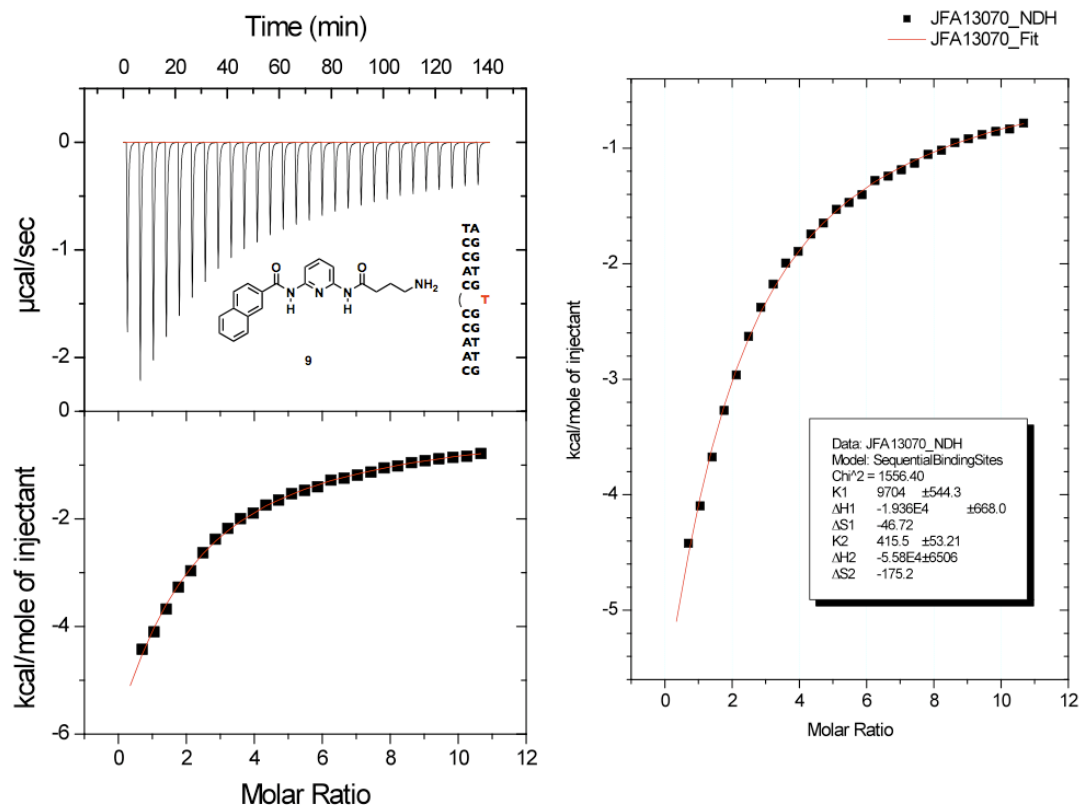 Time (min)
0 20 40 60 80 100 120 140
0
-1
-2
0
µcal/sec
O
N
H
N
N
H
O
NH2
9
TA
CG
CG
AT
CG
( T
CG
CG
AT
AT
CG
-2
-4
-6
kcal/mole of injectant
0 2 4 6 8 10 12
Molar Ratio
JFA13070_NDH
JFA13070_Fit
-1
-2
-3
-4
-5
kcal/mole of injectant
Data: JFA13070_NDH
Model: SequentialBindingSites
Chi^2 = 1556.40
K1 9704 ±544.3
ΔH1 -1.936E4 ±668.0
ΔS1 -46.72
K2 415.5 ±53.21
ΔH2 -5.58E4±6506
ΔS2 -175.2
0 2 4 6 8 10 12
Molar Ratio